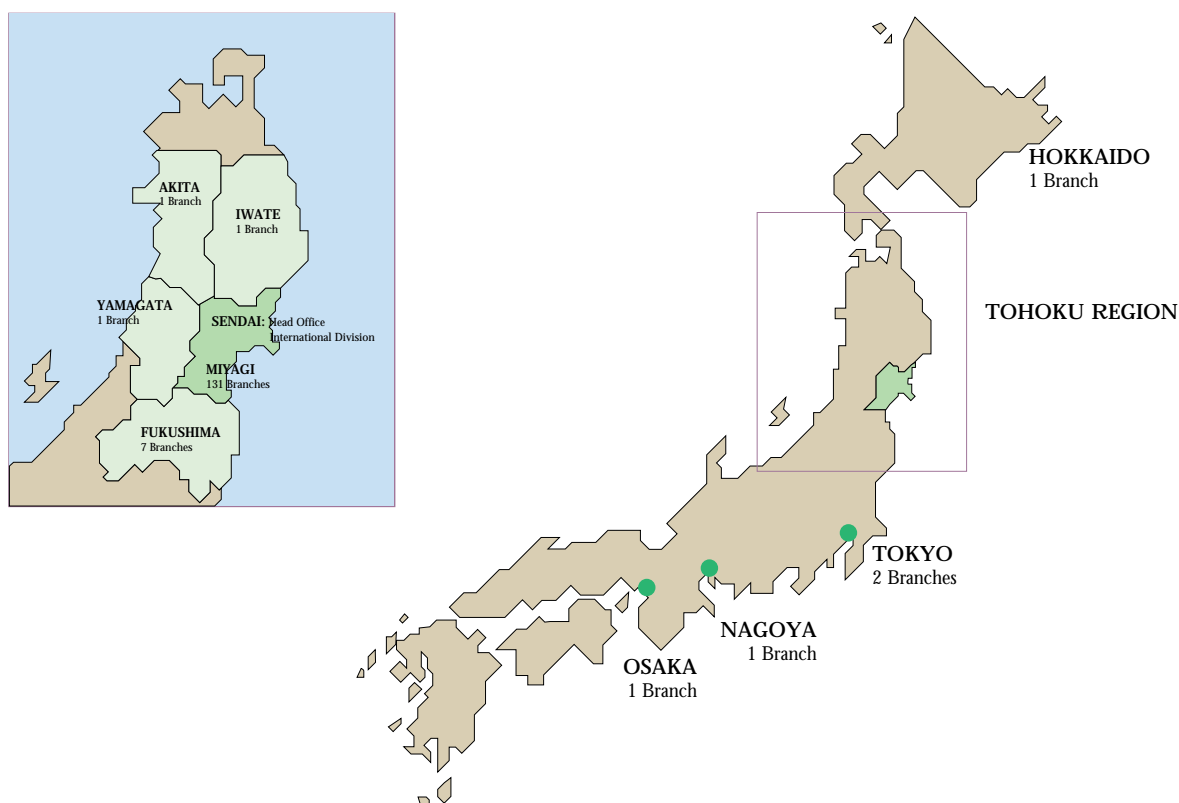 AKITA
1 Branch
IWATE
1 Branch
YAMAGATA
1 Branch
SENDAI: Head Office
International Division
MIYAGI
131 Branches
FUKUSHIMA
7 Branches
HOKKAIDO
1 Branch
TOHOKU REGION
TOKYO
2 Branches
NAGOYA
1 Branch
OSAKA
1 Branch